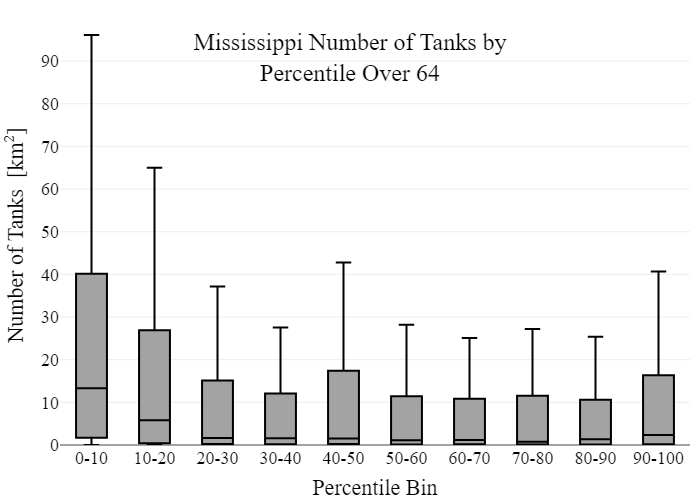 Mississippi Number of Tanks by
Percentile Over 64
Number of Tanks [km²]
90
80
70
60
50
40
30
20
10
0
0-10 10-20 20-30 30-40 40-50 50-60 60-70 70-80 80-90 90-100
Percentile Bin